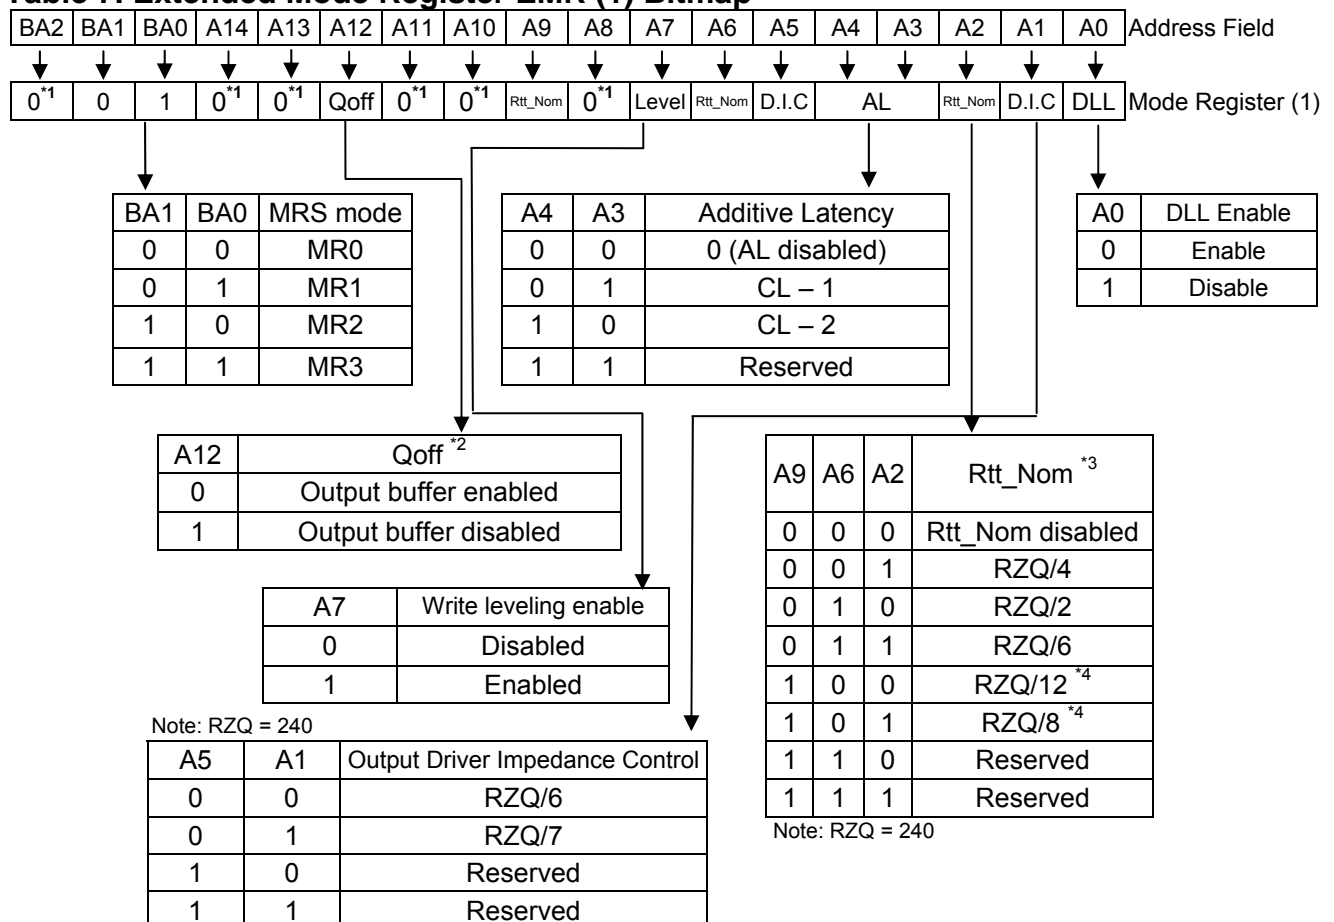 Table 7. Extended Mode Register EMR (1) Bitmap
BA2 BA1 BA0 A14 A13 A12 A11 A10 A9 A8 A7 A6 A5 A4 A3 A2 A1 A0 Address Field
0*1 0 1 0*1 0*1 Qoff 0*1 0*1 Rtt_Nom 0*1 Level Rtt_Nom D.I.C AL Rtt_Nom D.I.C DLL Mode Register (1)
BA1 BA0 MRS mode
0 0 MR0
0 1 MR1
1 0 MR2
1 1 MR3
A4 A3 Additive Latency
0 0 0 (AL disabled)
0 1 CL – 1
1 0 CL – 2
1 1 Reserved
A0 DLL Enable
0 Enable
1 Disable
A12 Qoff *2
0 Output buffer enabled
1 Output buffer disabled
A9 A6 A2 Rtt_Nom *3
0 0 0 Rtt_Nom disabled
0 0 1 RZQ/4
0 1 0 RZQ/2
0 1 1 RZQ/6
1 0 0 RZQ/12 *4
1 0 1 RZQ/8 *4
1 1 0 Reserved
1 1 1 Reserved
Note: RZQ = 240
A7 Write leveling enable
0 Disabled
1 Enabled
Note: RZQ = 240
A5 A1 Output Driver Impedance Control
0 0 RZQ/6
0 1 RZQ/7
1 0 Reserved
1 1 Reserved